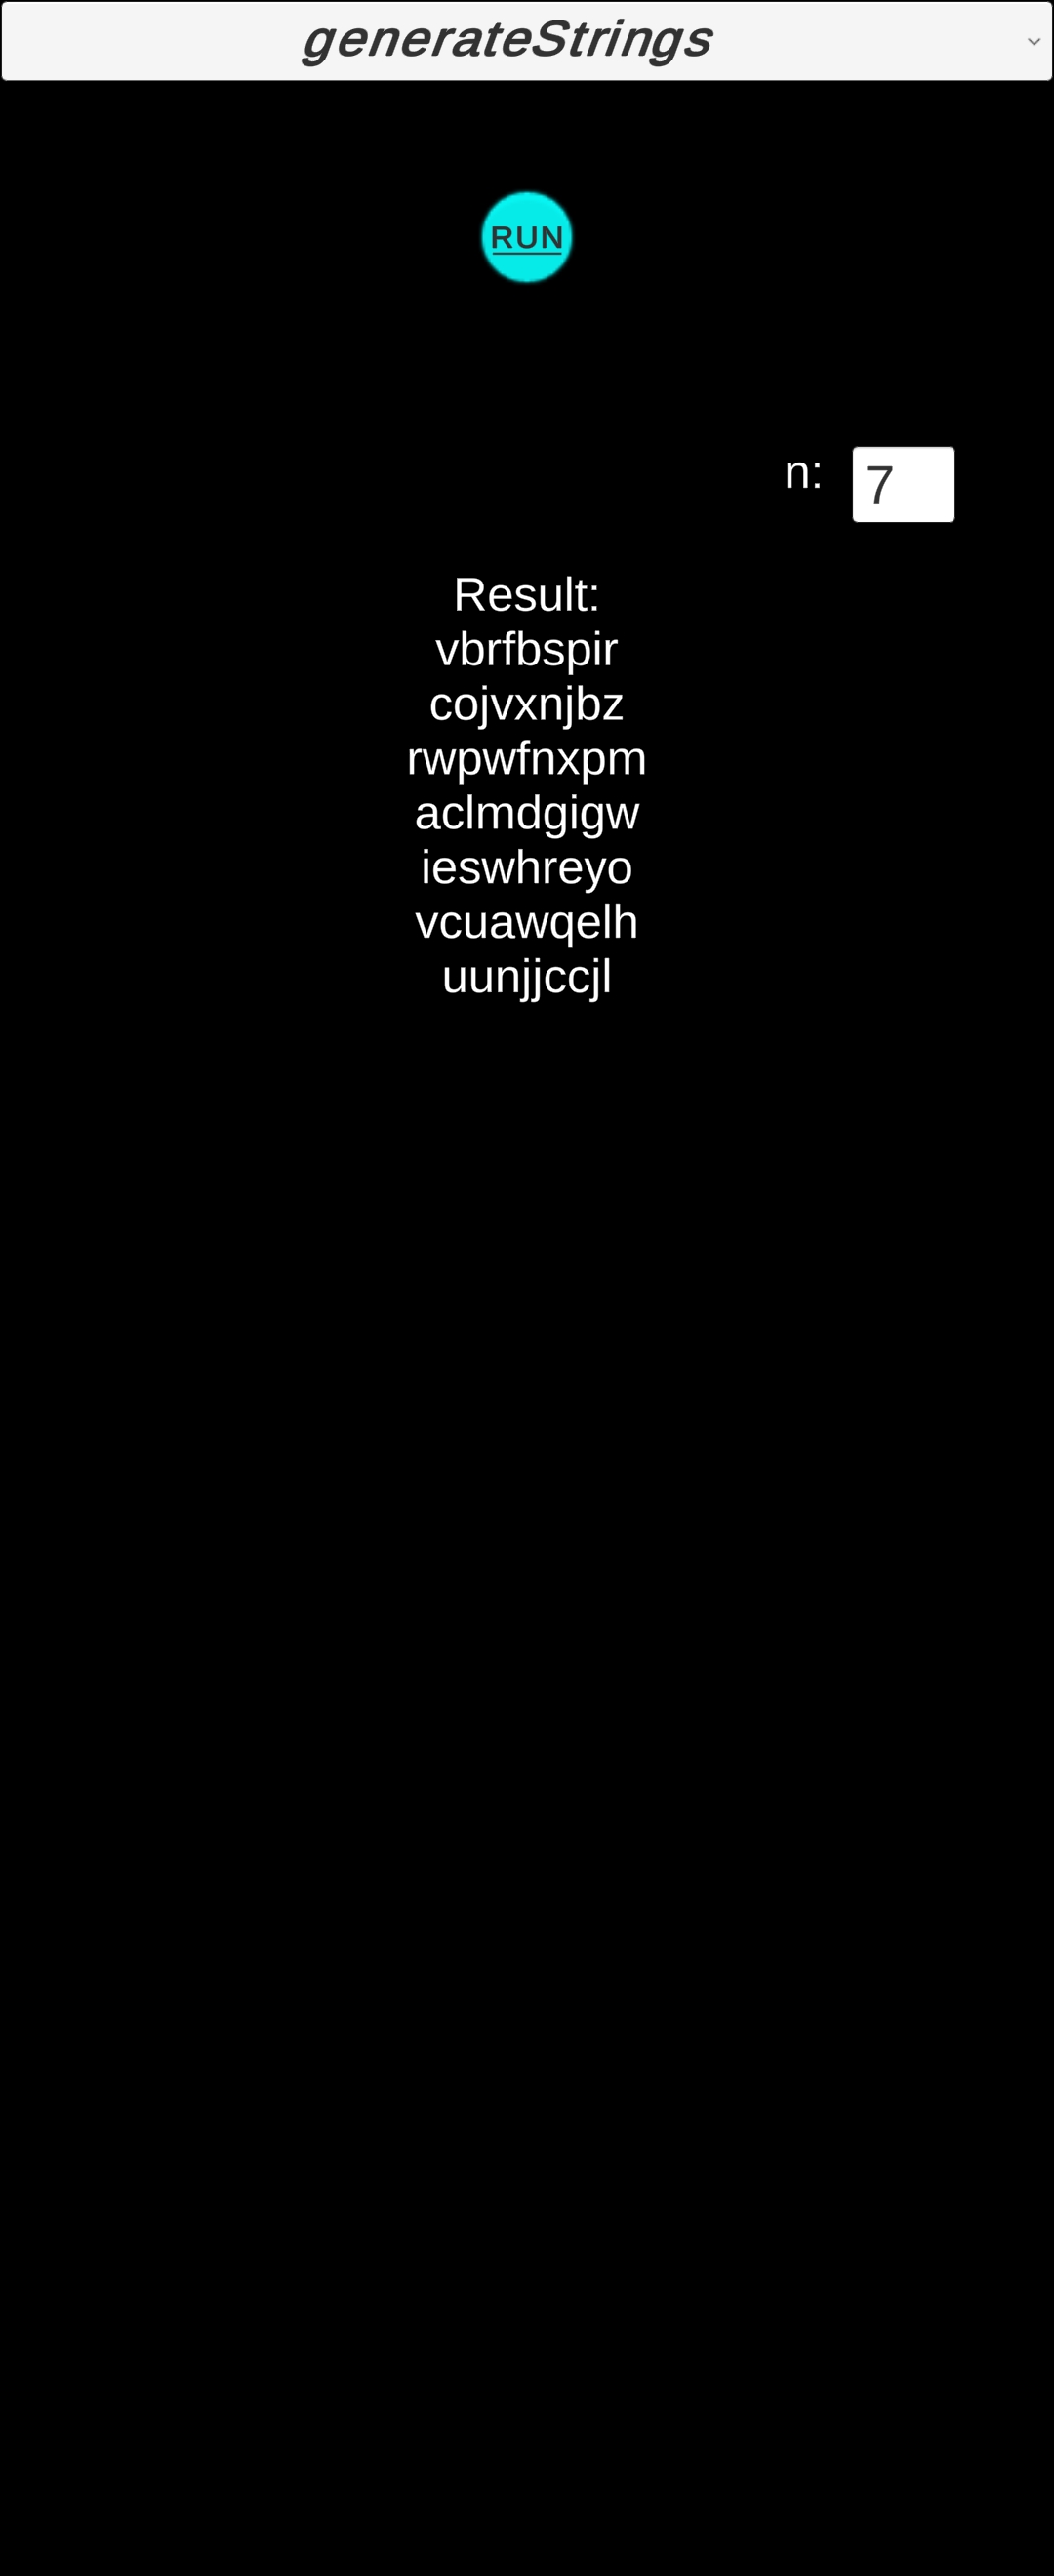 generateStrings
RUN
n: 7
Result:
vbrfbspir
cojvxnjbz
rwpwfnxpm
aclmdgigw
ieswhreyo
vcuawqelh
uunjjccjl